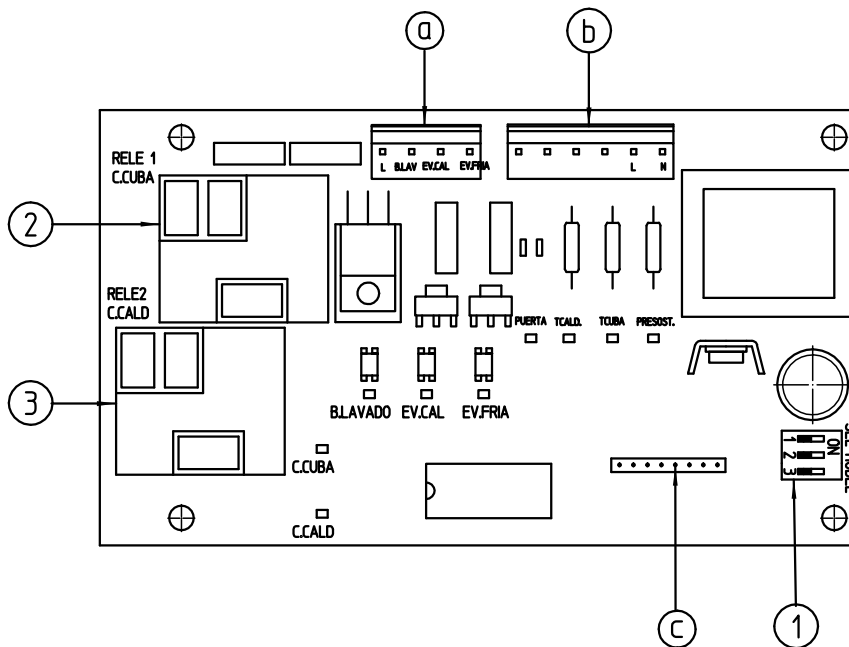 a
b
RELE 1
C.CUBA
L B.LAV EV.CAL EV.FRIA
L N
2
RELE2
C.CALD
PUERTA TCALD. TCUBA PRESOST.
3
B.LAVADO EV.CAL EV.FRIA
C.CUBA
C.CALD
ON
1
2
3
c
1